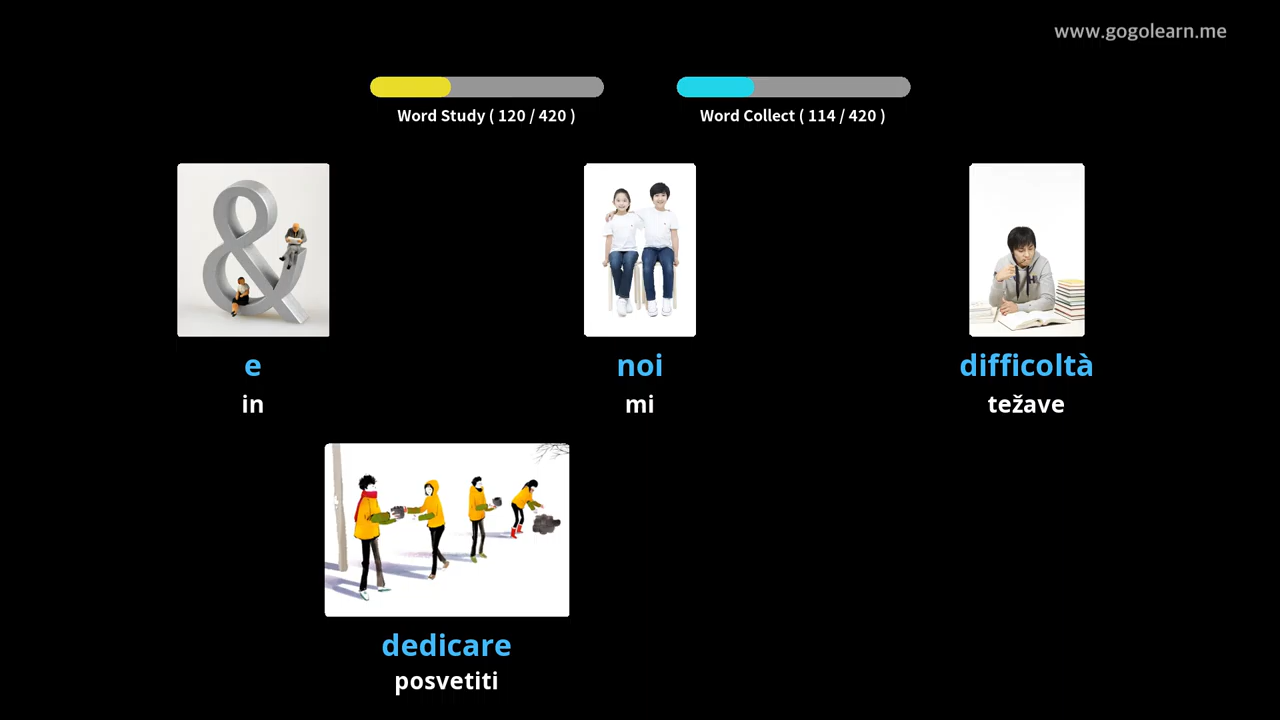 www.gogolearn.me
Word Study ( 120 / 420 )
Word Collect ( 114 / 420 )
e
in
noi
mi
difficoltà
težave
dedicare
posvetiti